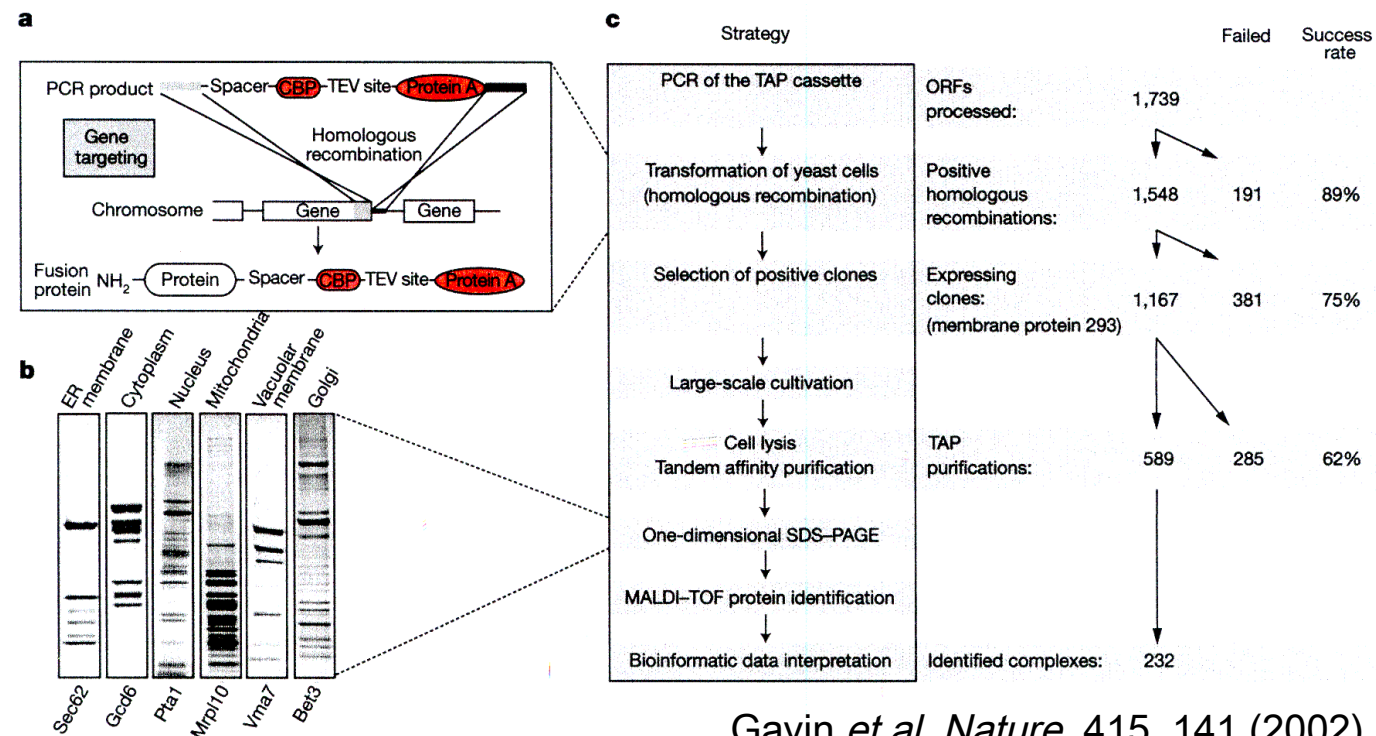 a
PCR product Spacer CBP TEV site Protein A
Gene
targeting
Homologous
recombination
Chromosome Gene Gene
Fusion
protein NH2 Protein Spacer CBP TEV site Protein A
b
ER
membrane
Cytoplasm
Nucleus
Mitochondria
Vacuolar
membrane
Golgi
Sec62
Gcd6
Pta1
Mrpl10
Vma7
Bet3
c
Strategy Failed Success
rate
PCR of the TAP cassette
ORFs
processed: 1,739
Transformation of yeast cells
(homologous recombination)
Positive
homologous
recombinations: 1,548 191 89%
Selection of positive clones
Expressing
clones: 1,167 381 75%
(membrane protein 293)
Large-scale cultivation
Cell lysis
Tandem affinity purification
TAP
purifications: 589 285 62%
One-dimensional SDS–PAGE
MALDI–TOF protein identification
Bioinformatic data interpretation
Identified complexes: 232
Gavin et al. Nature, 415, 141 (2002)